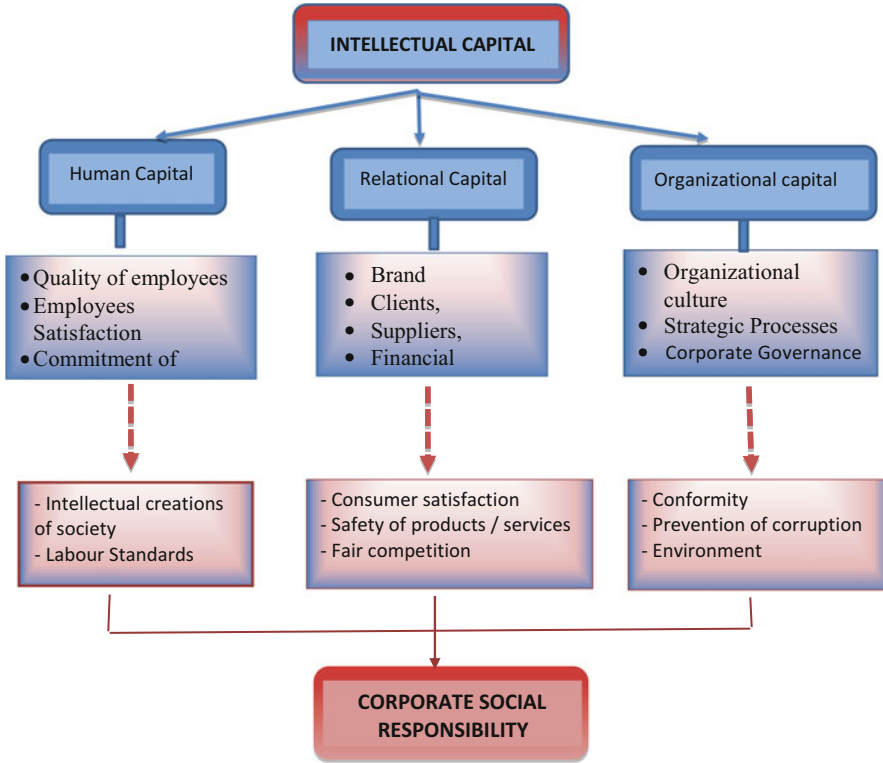 INTELLECTUAL CAPITAL
Human Capital
Relational Capital
Organizational capital
• Quality of employees
• Employees
Satisfaction
• Commitment of
• Brand
• Clients,
• Suppliers,
• Financial
• Organizational
culture
• Strategic Processes
• Corporate Governance
- Intellectual creations
of society
- Labour Standards
- Consumer satisfaction
- Safety of products / services
- Fair competition
- Conformity
- Prevention of corruption
- Environment
CORPORATE SOCIAL
RESPONSIBILITY